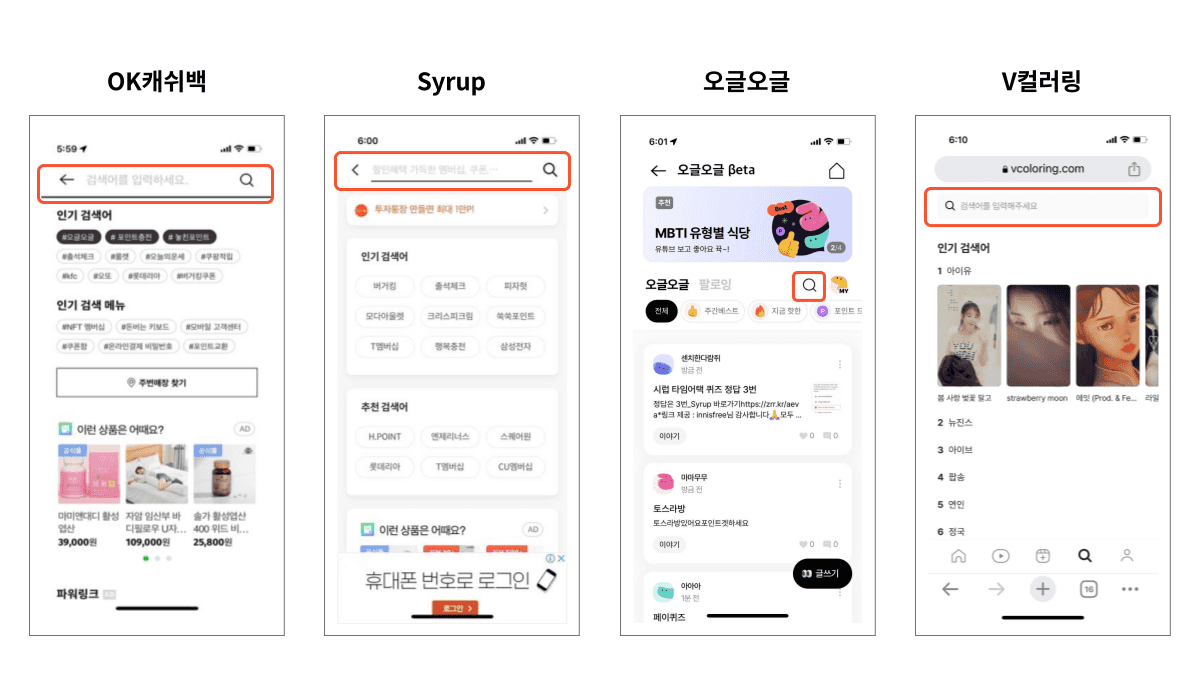 OK캐쉬백
5:59
검색어를 입력하세요.
인기 검색어
#오글오글 # 포인트충전 # 놓친포인트
#출석체크 #룰렛 #오늘의운세 #쿠팡적립
#kfc #오또 #롯데리아 #버거킹쿠폰
인기 검색 메뉴
#NFT 멤버십 #돈버는 키보드 #모바일 고객센터
#쿠폰함 #온라인결제 비밀번호 #포인트교환
주변매장 찾기
이런 상품은 어때요? AD
공식몰 공식몰
마미앤대디 활성엽산
39,000원
자암 임산부 바디필로우 U자...
109,000원
솔가 활성엽산 400 위드 비...
25,800원
파워링크 AD
Syrup
6:00
할인혜택 가득한 멤버십, 쿠폰, ...
투자통장 만들면 최대 1만P!
인기 검색어
버거킹 출석체크 피자헛
모다아울렛 크리스피크림 쑥쑥포인트
T멤버십 행복충전 삼성전자
추천 검색어
H.POINT 엔제리너스 스퀘어원
롯데리아 T멤버십 CU멤버십
이런 상품은 어때요? AD
휴대폰 번호로 로그인
로그인 >
오글오글
6:01
오글오글 βeta
추천
MBTI 유형별 식당
유튜브 보고 좋아요 꾹~!
Best
2/4
오글오글 팔로잉
MY
전체 주간베스트 지금 핫한 포인트 드
센치한다람쥐
방금 전
시럽 타임어택 퀴즈 정답 3번
정답은 3번_Syrup 바로가기https://zrr.kr/aev
a*링크 제공 : innisfree님 감사합니다🙏모두 ...
이야기
0 0
마마무무
방금 전
토스라방
토스라방있어요포인트겟하세요
이야기
0 0
글쓰기
아아아
1분 전
페이퀴즈
V컬러링
6:10
vcoloring.com
검색어를 입력해주세요
인기 검색어
1 아이유
봄 사랑 벚꽃 말고 strawberry moon 에잇 (Prod. & Fe... 라일
2 뉴진스
3 아이브
4 팝송
5 연인
6 정국
16